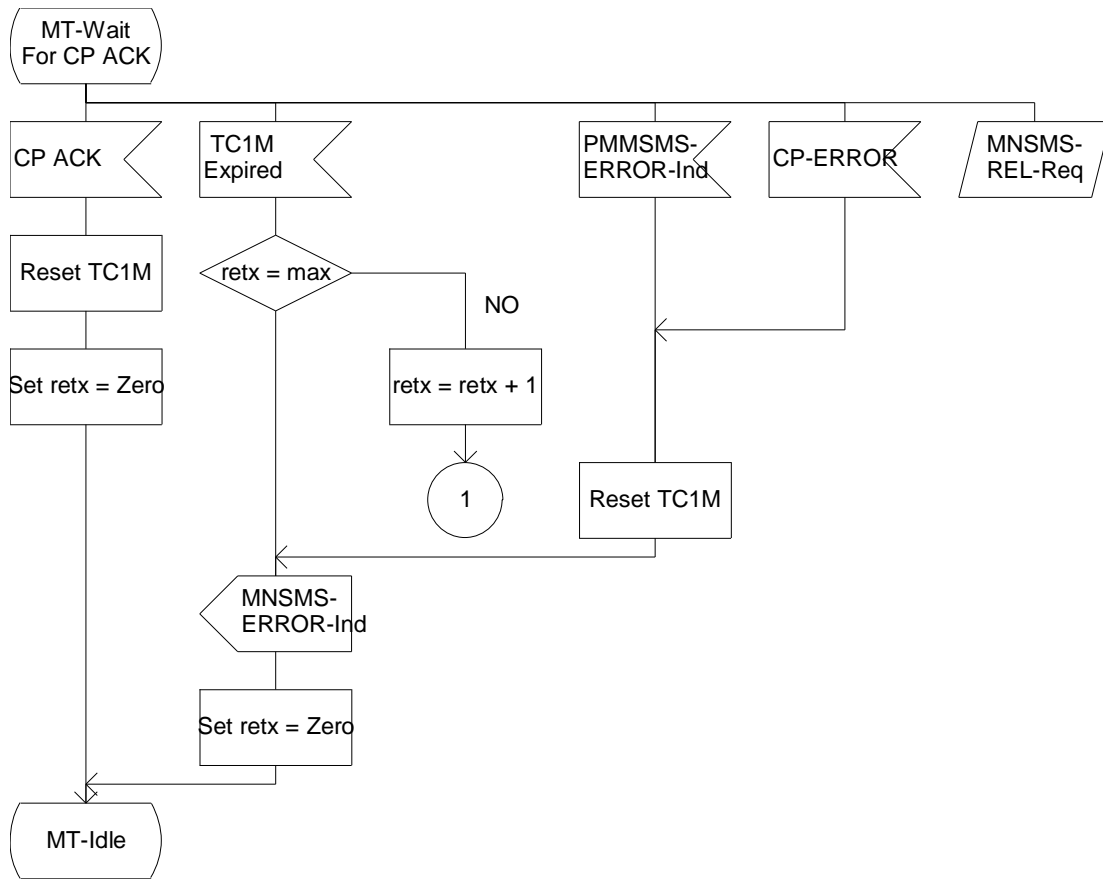 MT-Wait
For CP ACK
CP ACK
TC1M
Expired
PMMSMS-
ERROR-Ind
CP-ERROR
MNSMS-
REL-Req
Reset TC1M
retx = max
NO
Set retx = Zero
retx = retx + 1
1
Reset TC1M
MNSMS-
ERROR-Ind
Set retx = Zero
MT-Idle